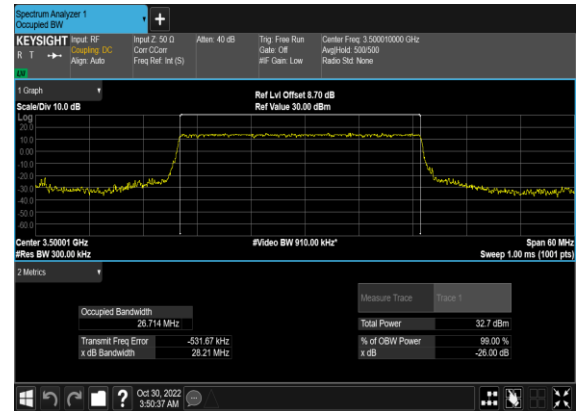 Spectrum Analyzer 1
Occupied BW
KEYSIGHT
R T
LXI
Input: RF
Coupling: DC
Align: Auto
Input Z: 50 Ω
Corr CCorr
Freq Ref: Int (S)
Atten: 40 dB
Trig: Free Run
Gate: Off
#IF Gain: Low
Center Freq: 3.500010000 GHz
Avg|Hold: 500/500
Radio Std: None
1 Graph
Scale/Div 10.0 dB
Ref Lvl Offset 8.70 dB
Ref Value 30.00 dBm
Log
20.0
10.0
0.00
-10.0
-20.0
-30.0
-40.0
-50.0
-60.0
Center 3.50001 GHz
#Res BW 300.00 kHz
#Video BW 910.00 kHz*
Span 60 MHz
Sweep 1.00 ms (1001 pts)
2 Metrics
Measure Trace Trace 1
Occupied Bandwidth
26.714 MHz
Total Power 32.7 dBm
Transmit Freq Error -531.67 kHz
% of OBW Power 99.00 %
x dB Bandwidth 28.21 MHz
x dB -26.00 dB
Oct 30, 2022
3:50:37 AM